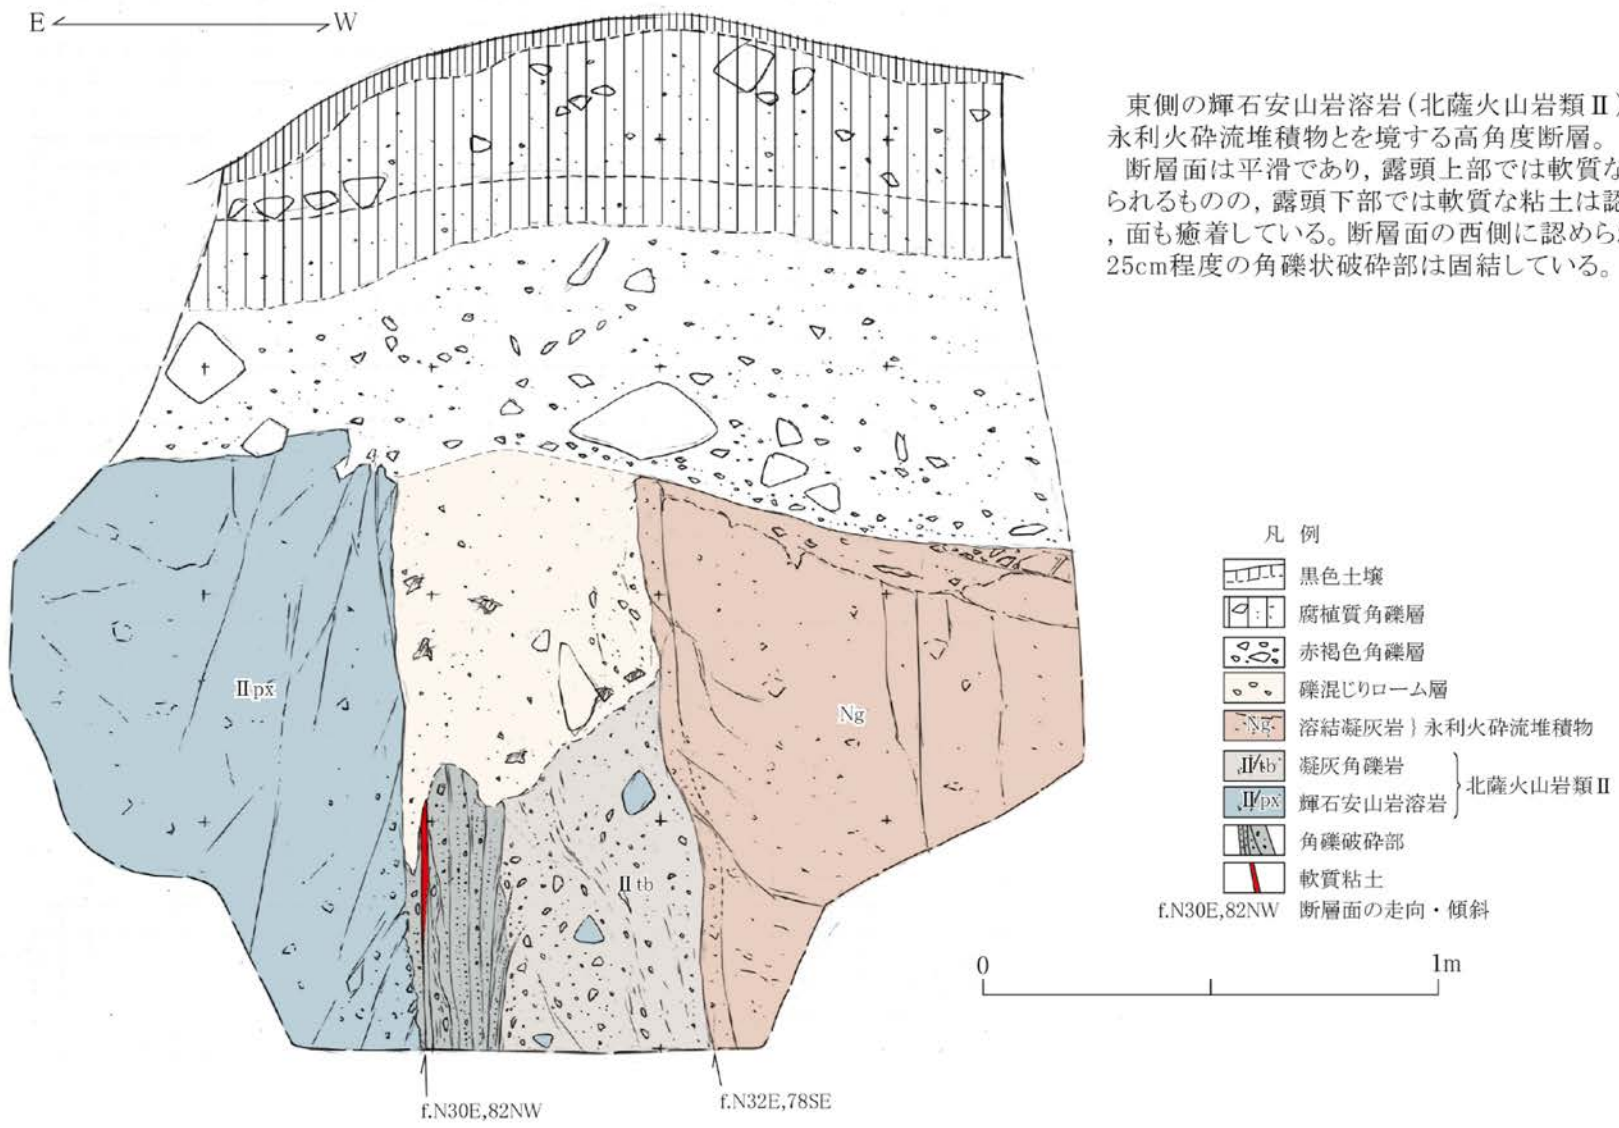 E W
東側の輝石安山岩溶岩(北薩火山岩類Ⅱ)
永利火砕流堆積物とを境する高角度断層。
断層面は平滑であり,露頭上部では軟質な
られるものの,露頭下部では軟質な粘土は認
,面も癒着している。断層面の西側に認めら
25cm程度の角礫状破砕部は固結している。
Ⅱpx
Ng
Ⅱtb
凡 例
黒色土壌
腐植質角礫層
赤褐色角礫層
礫混じりローム層
Ng 溶結凝灰岩 } 永利火砕流堆積物
Ⅱtb 凝灰角礫岩
北薩火山岩類Ⅱ
Ⅱpx 輝石安山岩溶岩
角礫破砕部
軟質粘土
f.N30E,82NW 断層面の走向・傾斜
0 1m
f.N30E,82NW
f.N32E,78SE